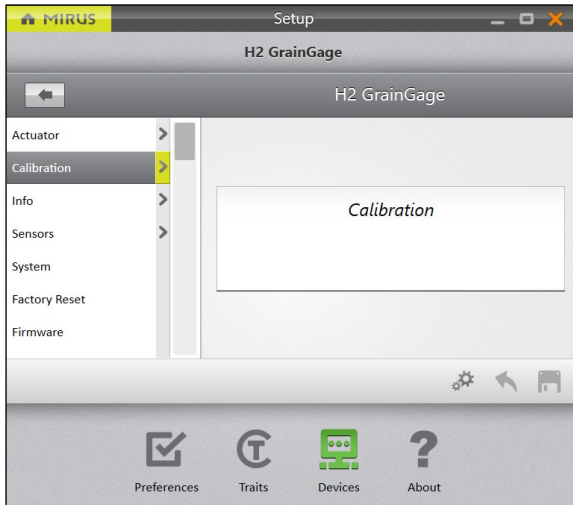 MIRUS Setup
H2 GrainGage
H2 GrainGage
Actuator
Calibration
Info
Sensors
System
Factory Reset
Firmware
Calibration
Preferences Traits Devices About